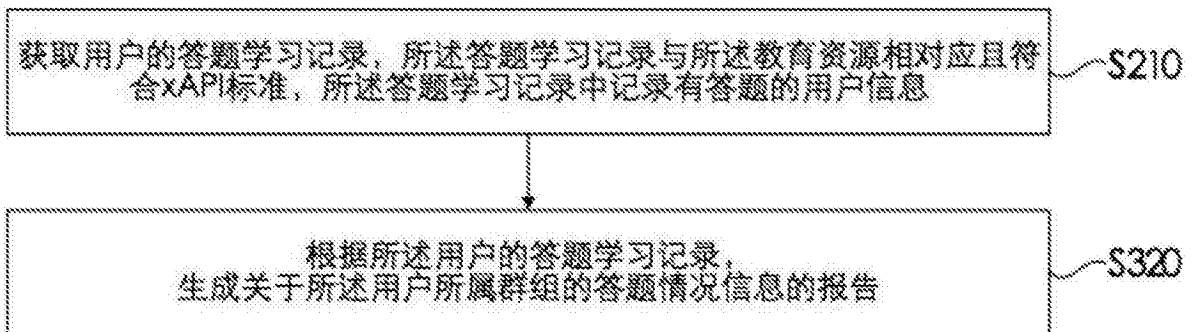 获取用户的答题学习记录，所述答题学习记录与所述教育资源相对应且符
合xAPI标准，所述答题学习记录中记录有答题的用户信息
S210
根据所述用户的答题学习记录，
生成关于所述用户所属群组的答题情况信息的报告
S320